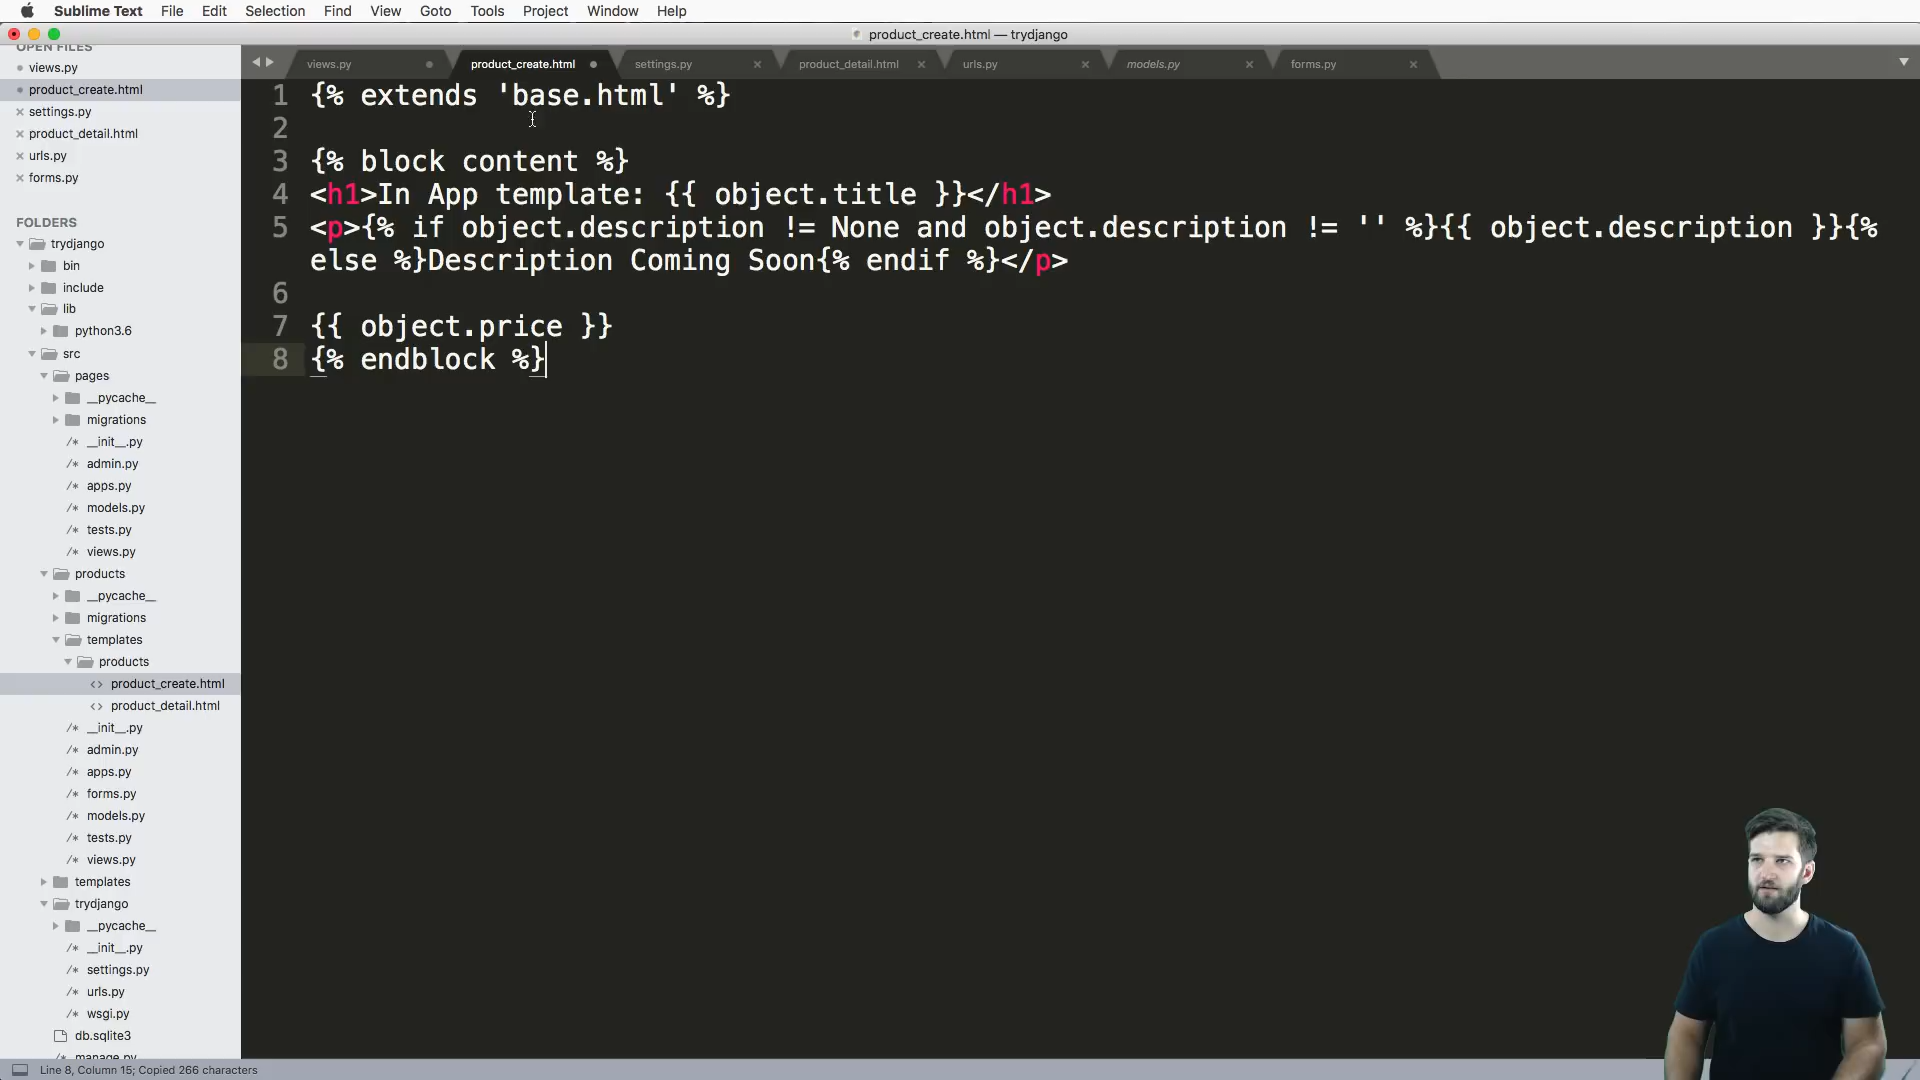 Sublime Text File Edit Selection Find View Goto Tools Project Window Help
product_create.html — trydjango
OPEN FILES
views.py
product_create.html
settings.py
product_detail.html
urls.py
forms.py
FOLDERS
trydjango
bin
include
lib
python3.6
src
pages
__pycache__
migrations
__init__.py
admin.py
apps.py
models.py
tests.py
views.py
products
__pycache__
migrations
templates
products
product_create.html
product_detail.html
__init__.py
admin.py
apps.py
forms.py
models.py
tests.py
views.py
templates
trydjango
__pycache__
__init__.py
settings.py
urls.py
wsgi.py
db.sqlite3
manage.py
views.py product_create.html settings.py product_detail.html urls.py models.py forms.py
1 {% extends 'base.html' %}
2
3 {% block content %}
4 <h1>In App template: {{ object.title }}</h1>
5 <p>{% if object.description != None and object.description != '' %}{{ object.description }}{%
else %}Description Coming Soon{% endif %}</p>
6
7 {{ object.price }}
8 {% endblock %}
Line 8, Column 15; Copied 266 characters